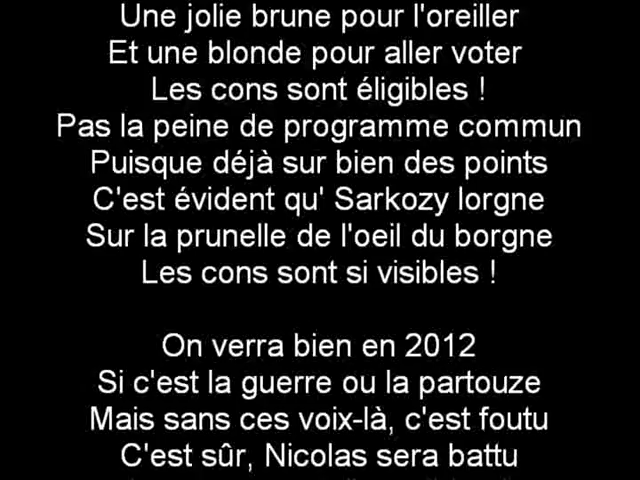 Une jolie brune pour l'oreiller
Et une blonde pour aller voter
Les cons sont éligibles !
Pas la peine de programme commun
Puisque déjà sur bien des points
C'est évident qu' Sarkozy lorgne
Sur la prunelle de l'oeil du borgne
Les cons sont si visibles !
On verra bien en 2012
Si c'est la guerre ou la partouze
Mais sans ces voix-là, c'est foutu
C'est sûr, Nicolas sera battu